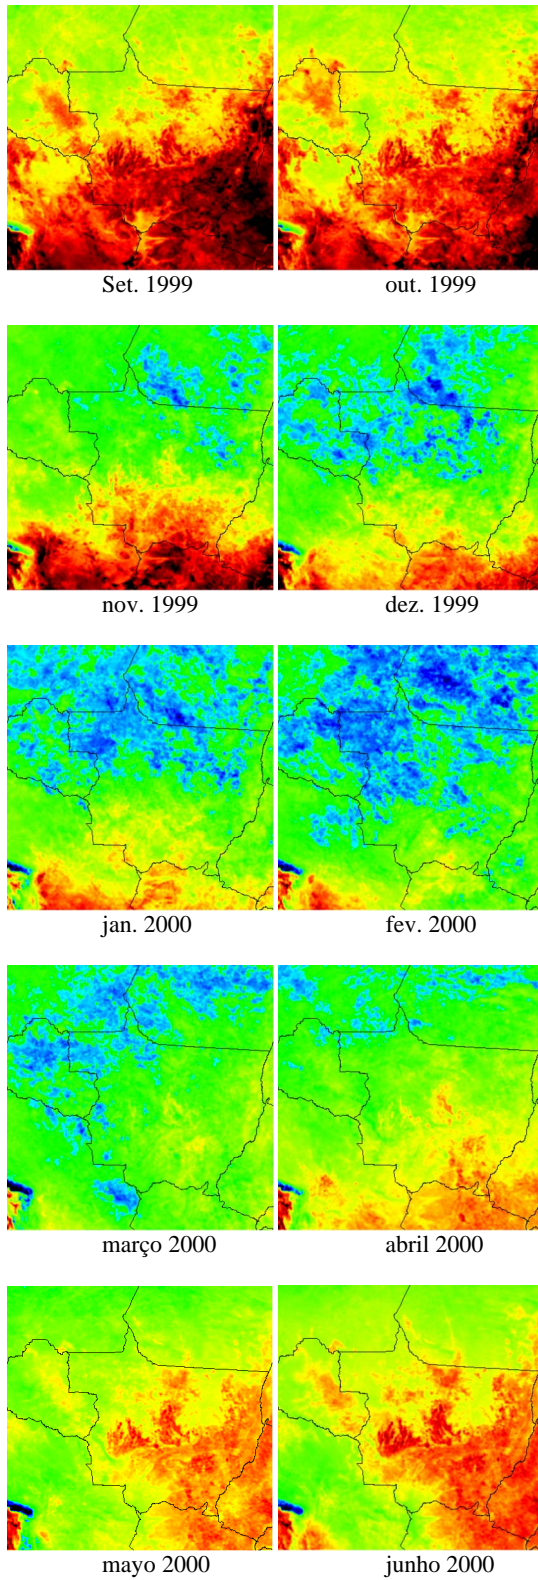 Set. 1999
out. 1999
nov. 1999
dez. 1999
jan. 2000
fev. 2000
março 2000
abril 2000
mayo 2000
junho 2000